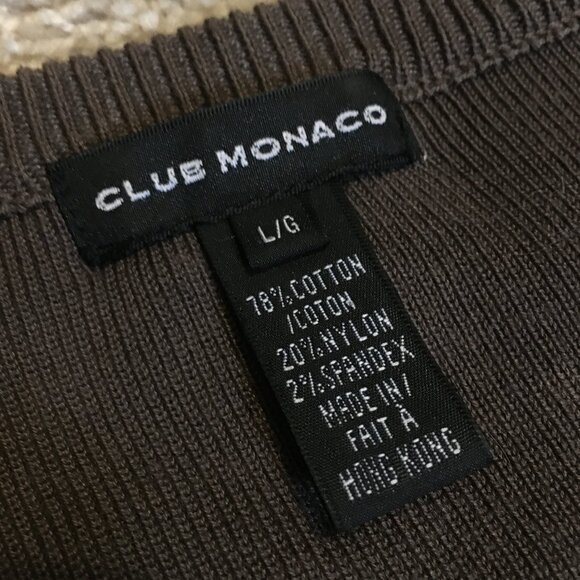 CLUB MONACO
L/G
78%COTTON
/COTON
20%NYLON
2%SPANDEX
MADE IN/
FAIT À
HONG KONG